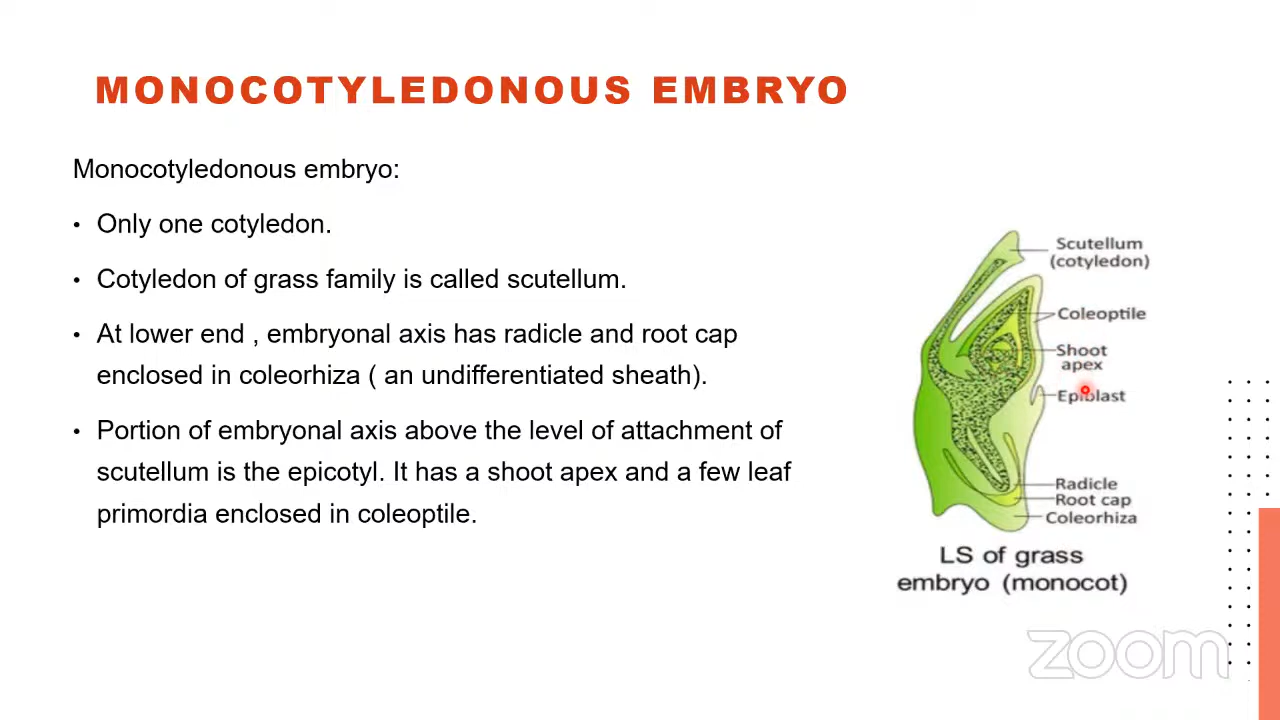 MONOCOTYLEDONOUS EMBRYO
Monocotyledonous embryo:
• Only one cotyledon.
• Cotyledon of grass family is called scutellum.
• At lower end , embryonal axis has radicle and root cap
enclosed in coleorhiza ( an undifferentiated sheath).
• Portion of embryonal axis above the level of attachment of
scutellum is the epicotyl. It has a shoot apex and a few leaf
primordia enclosed in coleoptile.
Scutellum
(cotyledon)
Coleoptile
Shoot
apex
Epiblast
Radicle
Root cap
Coleorhiza
LS of grass
embryo (monocot)
zoom